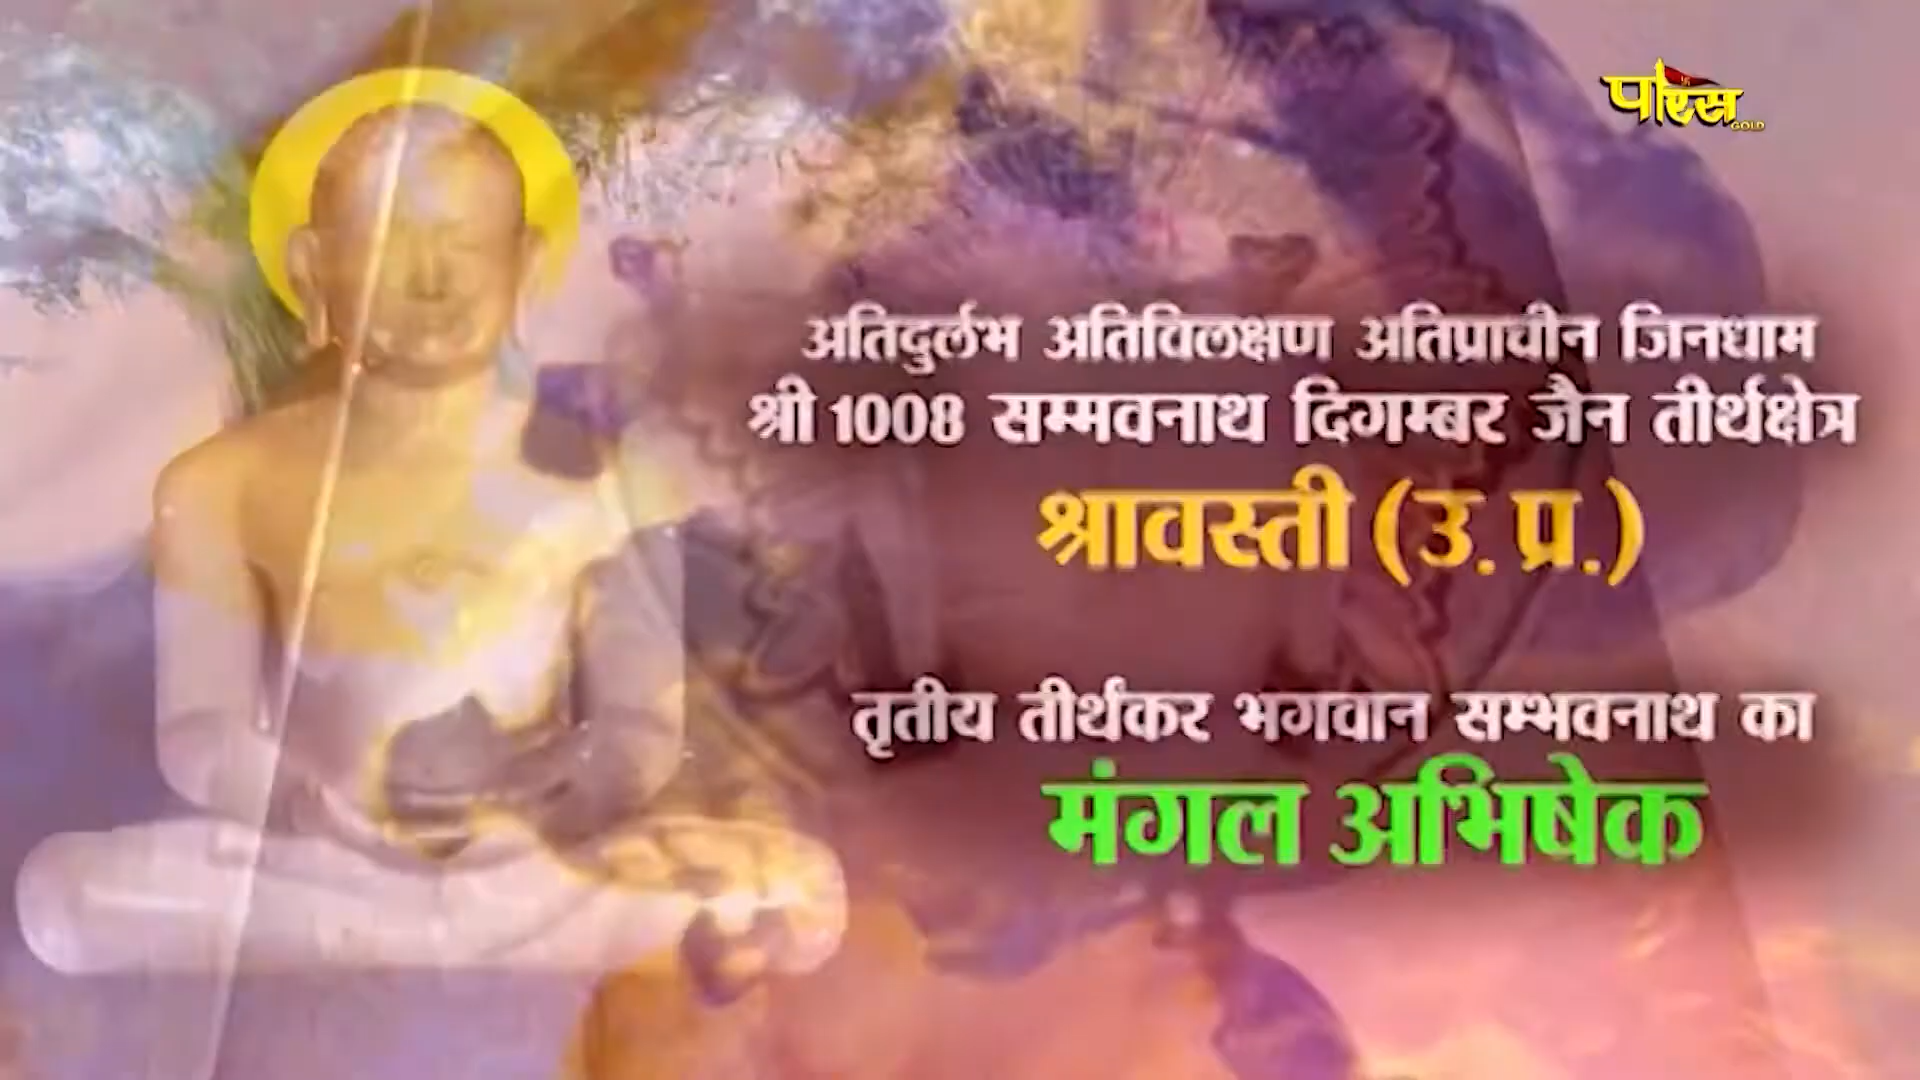 पारस
GOLD
अतिदुर्लभ अतिविलक्षण अतिप्राचीन जिनधाम
श्री 1008 सम्मवनाथ दिगम्बर जैन तीर्थक्षेत्र
श्रावस्ती (उ. प्र.)
तृतीय तीर्थंकर भगवान सम्भवनाथ का
मंगल अभिषेक